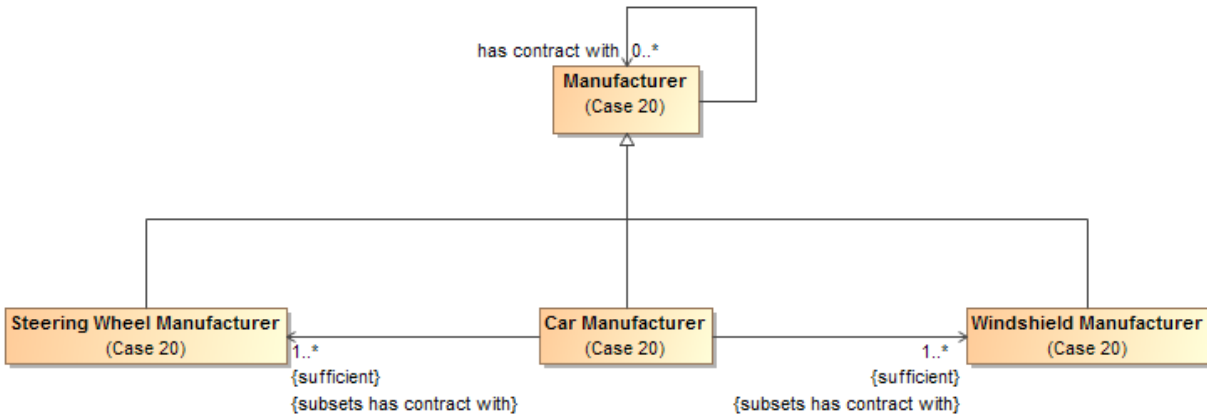 has contract with 0..*
Manufacturer
(Case 20)
Steering Wheel Manufacturer
(Case 20)
Car Manufacturer
(Case 20)
Windshield Manufacturer
(Case 20)
1..*
{sufficient}
{subsets has contract with}
1..*
{sufficient}
{subsets has contract with}